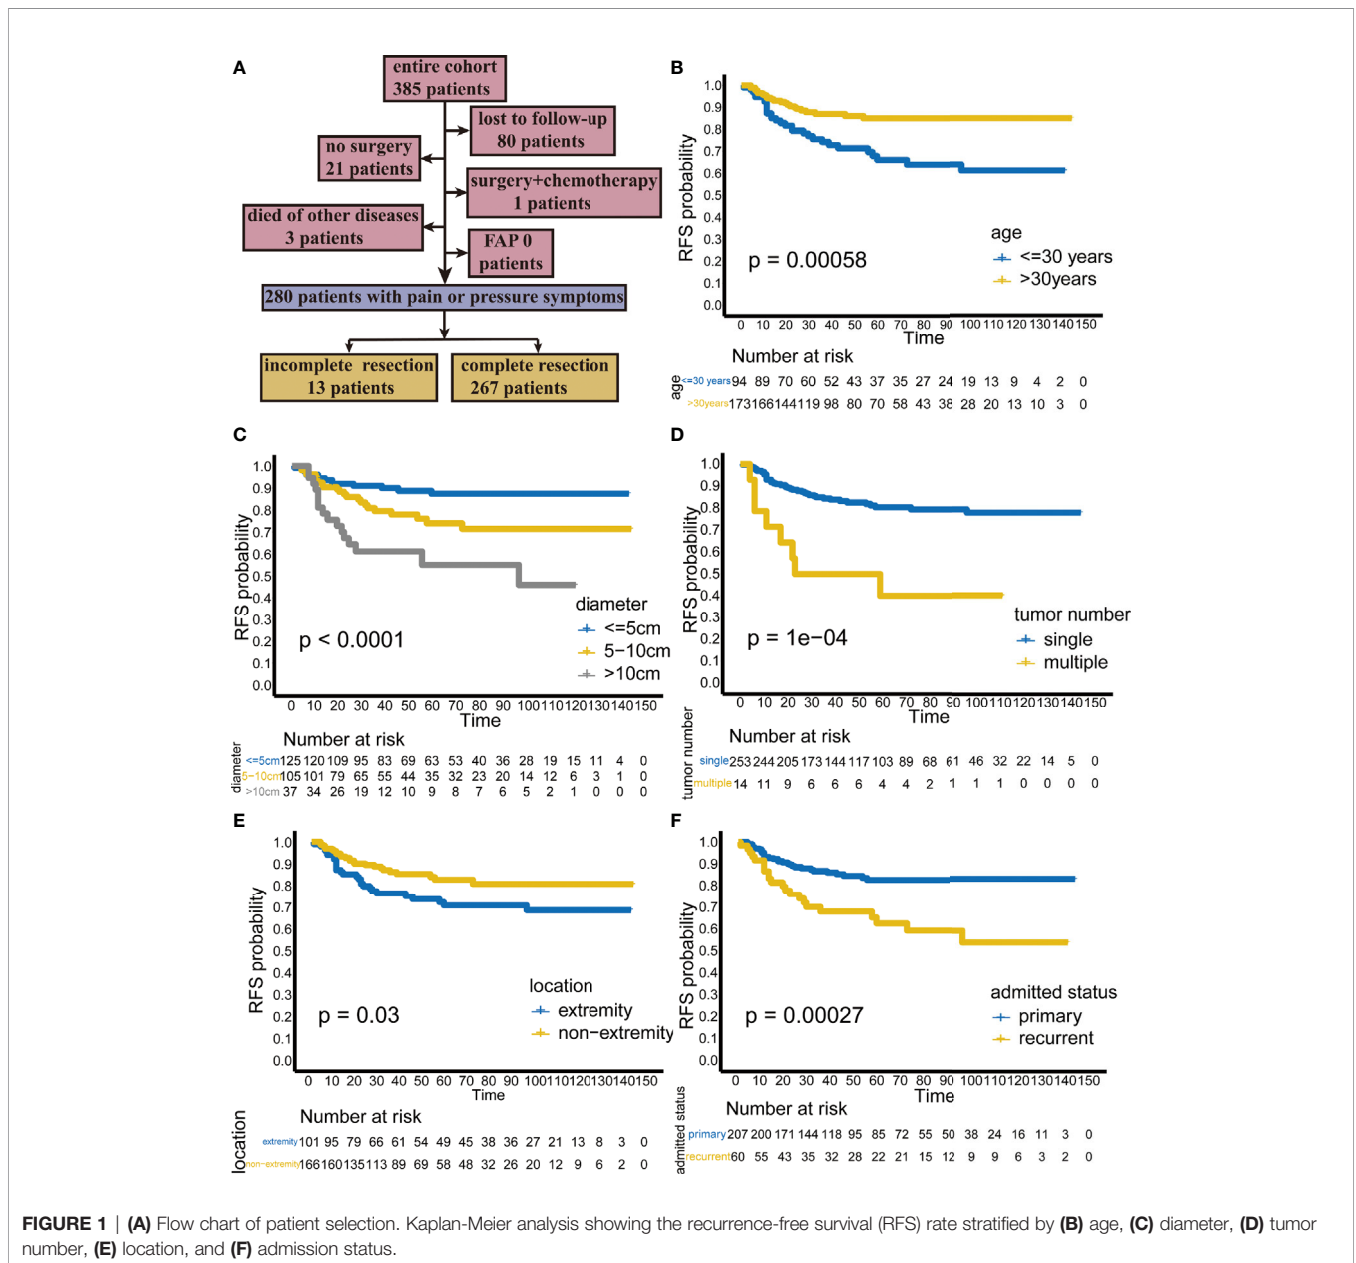 A
entire cohort
385 patients
lost to follow-up
80 patients
no surgery
21 patients
surgery+chemotherapy
1 patients
died of other diseases
3 patients
FAP 0
patients
280 patients with pain or pressure symptoms
incomplete resection
13 patients
complete resection
267 patients
B
RFS probability
1.0
0.9
0.8
0.7
0.6
0.5
0.4
0.3
0.2
0.1
0.0
p = 0.00058
age
<=30 years
>30years
0 10 20 30 40 50 60 70 80 90 100 110 120 130 140 150
Time
Number at risk
age
<=30 years 94 89 70 60 52 43 37 35 27 24 19 13 9 4 2 0
>30years 173 166 144 119 98 80 70 58 43 38 28 20 13 10 3 0
C
RFS probability
1.0
0.9
0.8
0.7
0.6
0.5
0.4
0.3
0.2
0.1
0.0
p < 0.0001
diameter
<=5cm
5−10cm
>10cm
0 10 20 30 40 50 60 70 80 90 100 110 120 130 140 150
Time
Number at risk
diameter
<=5cm 125 120 109 95 83 69 63 53 40 36 28 19 15 11 4 0
5−10cm 105 101 79 65 55 44 35 32 23 20 14 12 6 3 1 0
>10cm 37 34 26 19 12 10 9 8 7 6 5 2 1 0 0 0
D
RFS probability
1.0
0.9
0.8
0.7
0.6
0.5
0.4
0.3
0.2
0.1
0.0
p = 1e−04
tumor number
single
multiple
0 10 20 30 40 50 60 70 80 90 100 110 120 130 140 150
Time
Number at risk
tumor number
single 253 244 205 173 144 117 103 89 68 61 46 32 22 14 5 0
multiple 14 11 9 6 6 6 4 4 2 1 1 1 0 0 0 0
E
RFS probability
1.0
0.9
0.8
0.7
0.6
0.5
0.4
0.3
0.2
0.1
0.0
p = 0.03
location
extremity
non−extremity
0 10 20 30 40 50 60 70 80 90 100 110 120 130 140 150
Time
Number at risk
location
extremity 101 95 79 66 61 54 49 45 38 36 27 21 13 8 3 0
non−extremity 166 160 135 113 89 69 58 48 32 26 20 12 9 6 2 0
F
RFS probability
1.0
0.9
0.8
0.7
0.6
0.5
0.4
0.3
0.2
0.1
0.0
p = 0.00027
admitted status
primary
recurrent
0 10 20 30 40 50 60 70 80 90 100 110 120 130 140 150
Time
Number at risk
admitted status
primary 207 200 171 144 118 95 85 72 55 50 38 24 16 11 3 0
recurrent 60 55 43 35 32 28 22 21 15 12 9 9 6 3 2 0
FIGURE 1 | (A) Flow chart of patient selection. Kaplan-Meier analysis showing the recurrence-free survival (RFS) rate stratified by (B) age, (C) diameter, (D) tumor
number, (E) location, and (F) admission status.